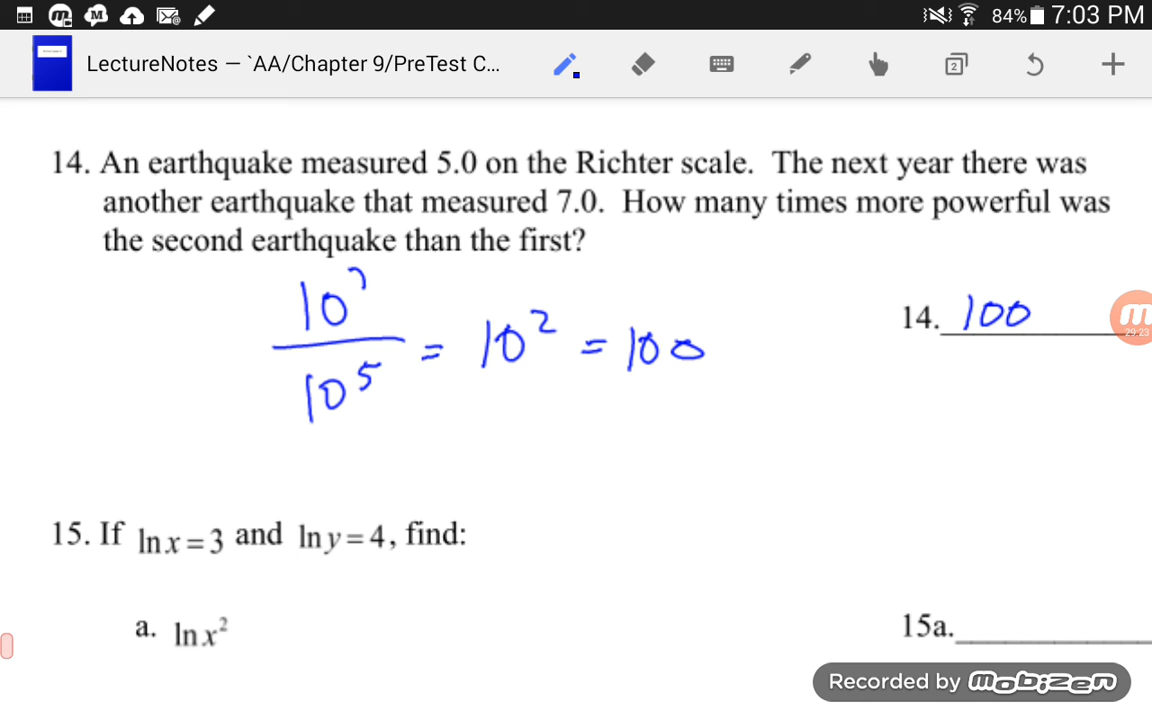 84% 7:03 PM
LectureNotes — `AA/Chapter 9/PreTest C...
2
14. An earthquake measured 5.0 on the Richter scale. The next year there was
another earthquake that measured 7.0. How many times more powerful was
the second earthquake than the first?
10^7 / 10^5 = 10^2 = 100
14. 100
29:23
15. If ln x = 3 and ln y = 4, find:
a. ln x²
15a.
Recorded by mobizen